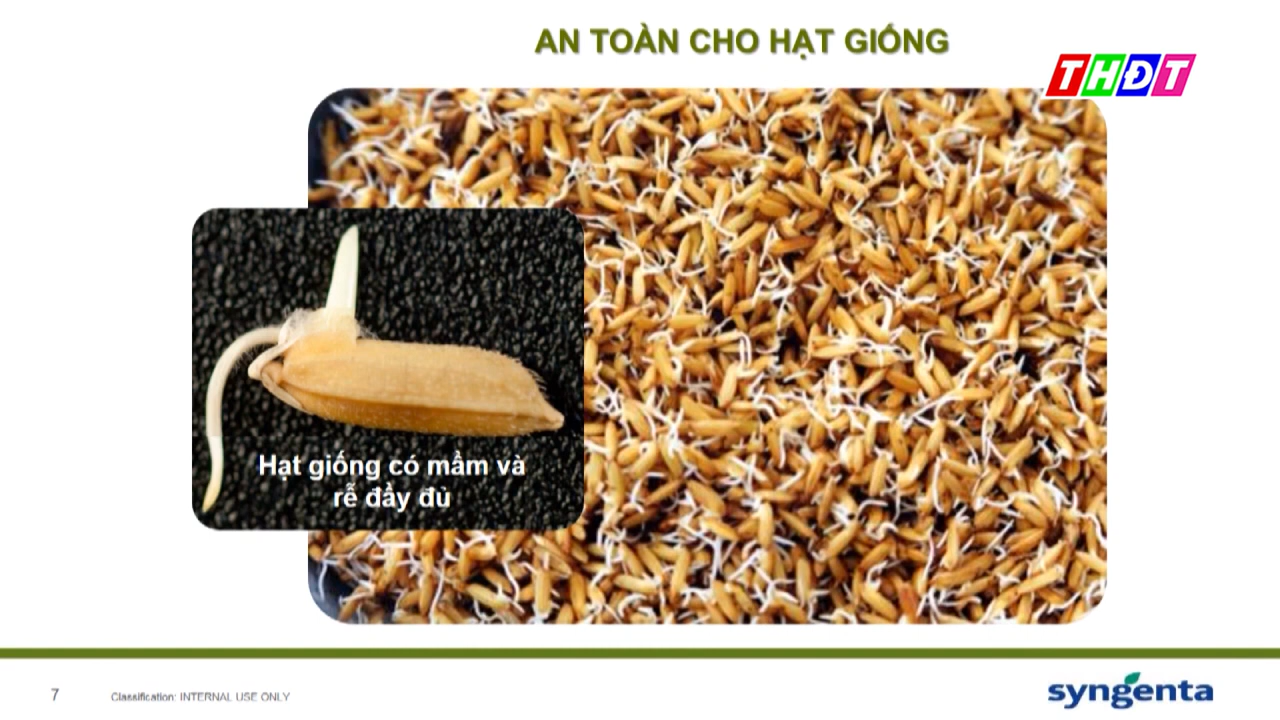 AN TOÀN CHO HẠT GIỐNG
THĐT
Hạt giống có mầm và
rễ đầy đủ
7
Classification: INTERNAL USE ONLY
syngenta